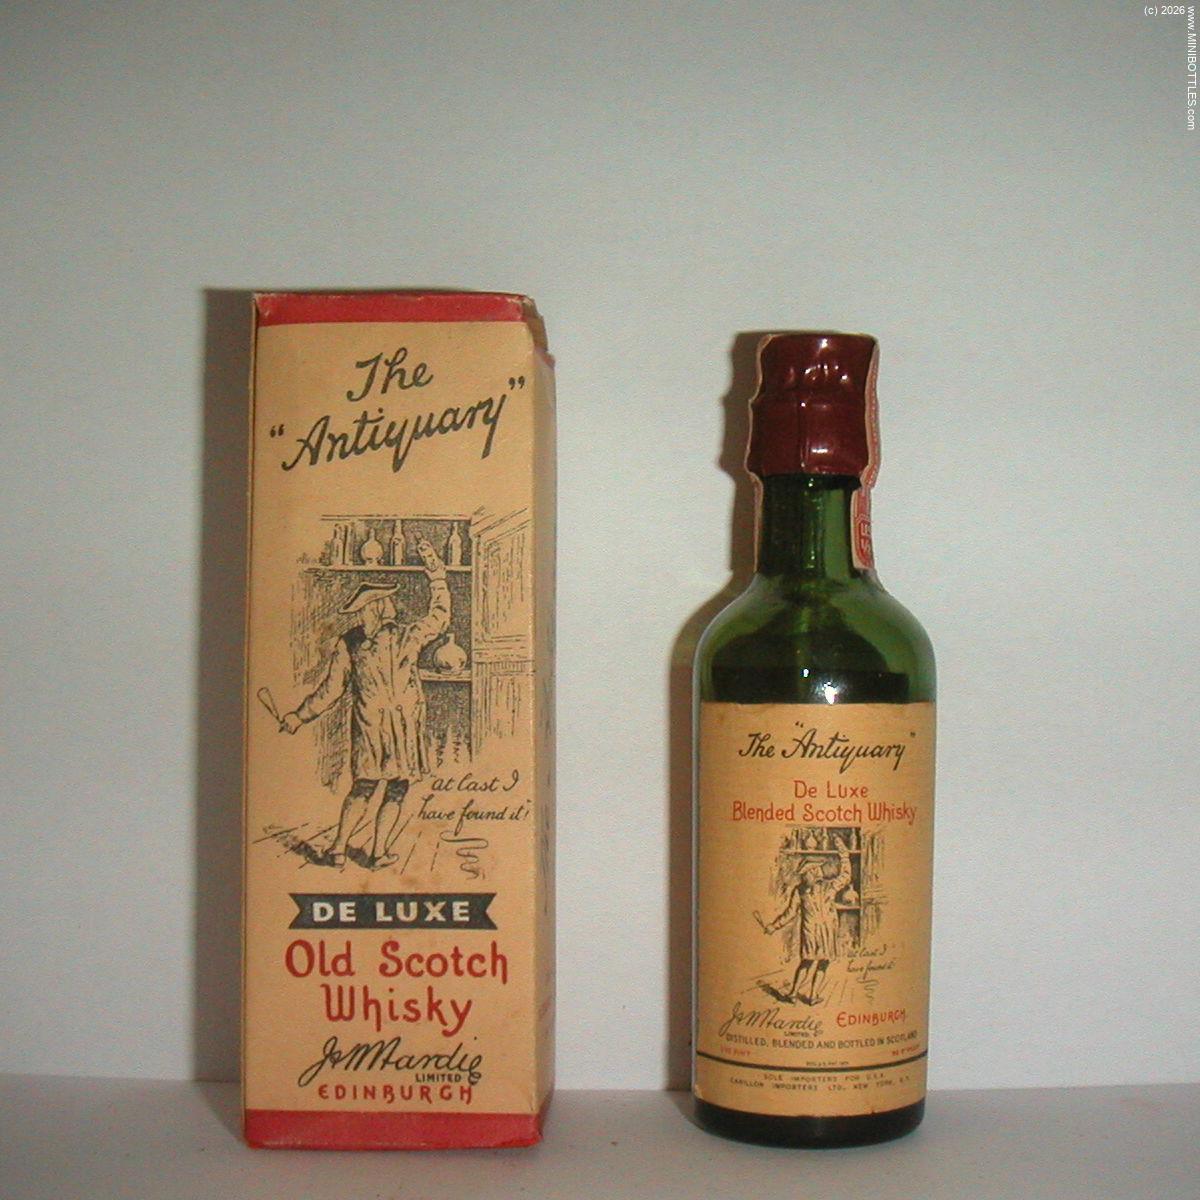 (c) 2026 www.MINIBOTTLES.com
The
"Antiquary"
at last I
have found it!
DE LUXE
Old Scotch
Whisky
J&W Hardie
LIMITED
EDINBURGH
The "Antiquary"
De Luxe
Blended Scotch Whisky
at last I
have found it!
J&W Hardie EDINBURGH
LIMITED
DISTILLED, BLENDED AND BOTTLED IN SCOTLAND
SOLE IMPORTERS FOR U.S.A.
CARILLON IMPORTERS LTD., NEW YORK, N.Y.